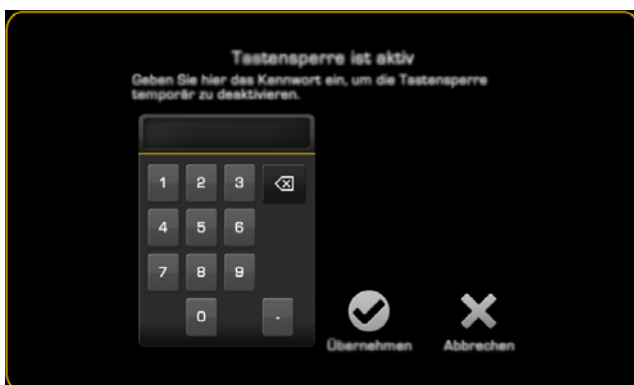 Tastensperre ist aktiv
Geben Sie hier das Kennwort ein, um die Tastensperre
temporär zu deaktivieren.
1 2 3
4 5 6
7 8 9
0 .
Übernehmen Abbrechen